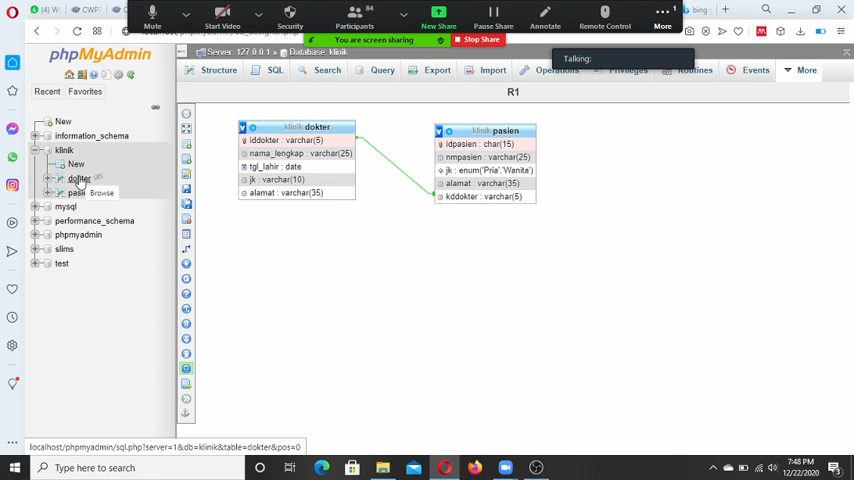 84
1
Mute
Start Video
Security
Participants
New Share
Pause Share
Annotate
Remote Control
More
You are screen sharing
Stop Share
Talking:
CWP
bing
phpMyAdmin
Recent
Favorites
New
information_schema
klinik
New
dokter
Browse
mysql
performance_schema
phpmyadmin
slims
test
Server: 127.0.0.1 » Database: klinik
Structure
SQL
Search
Query
Export
Import
Operations
Privileges
Routines
Events
More
R1
klinik dokter
iddokter : varchar(5)
nama_lengkap : varchar(25)
tgl_lahir : date
jk : varchar(10)
alamat : varchar(35)
klinik pasien
idpasien : char(15)
nmpasien : varchar(25)
jk : enum('Pria','Wanita')
alamat : varchar(35)
kddokter : varchar(5)
localhost/phpmyadmin/sql.php?server=1&db=klinik&table=dokter&pos=0
Type here to search
7:48 PM
12/22/2020
3